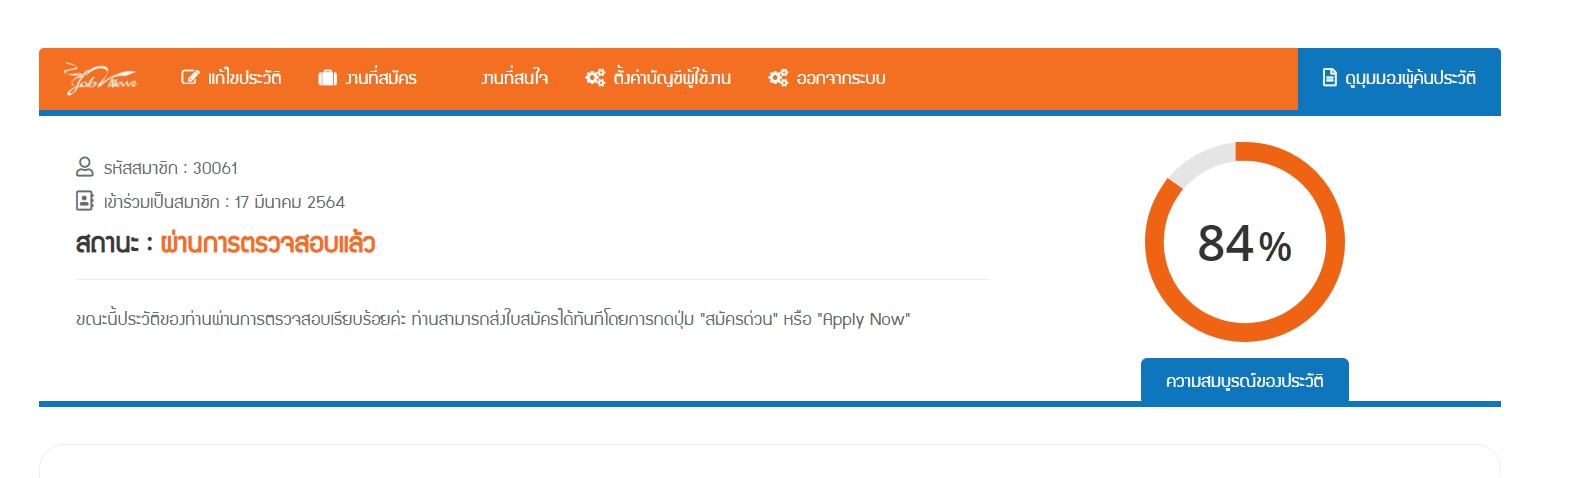 JobNews แก้ไขประวัติ งานที่สมัคร งานที่สนใจ ตั้งค่าบัญชีผู้ใช้งาน ออกจากระบบ ดูมุมมองผู้ค้นประวัติ
รหัสสมาชิก : 30061
เข้าร่วมเป็นสมาชิก : 17 มีนาคม 2564
สถานะ : ผ่านการตรวจสอบแล้ว
ขณะนี้ประวัติของท่านผ่านการตรวจสอบเรียบร้อยค่ะ ท่านสามารถส่งใบสมัครได้ทันทีโดยการกดปุ่ม "สมัครด่วน" หรือ "Apply Now"
84%
ความสมบูรณ์ของประวัติ